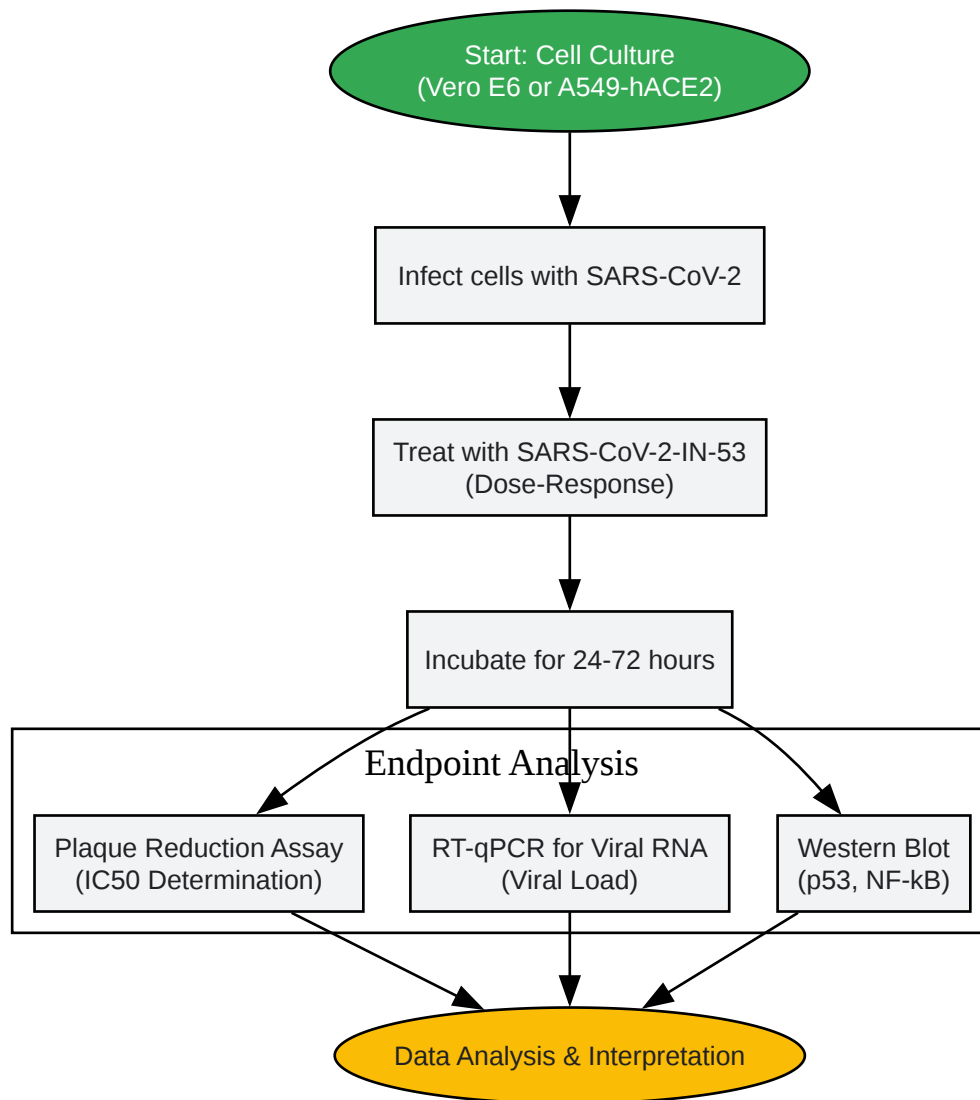 Start: Cell Culture
(Vero E6 or A549-hACE2)
Infect cells with SARS-CoV-2
Treat with SARS-CoV-2-IN-53
(Dose-Response)
Incubate for 24-72 hours
Endpoint Analysis
Plaque Reduction Assay
(IC50 Determination)
RT-qPCR for Viral RNA
(Viral Load)
Western Blot
(p53, NF-kB)
Data Analysis & Interpretation